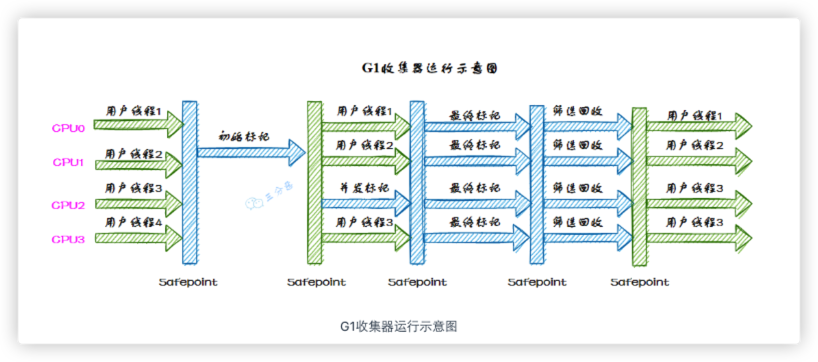 G1收集器运行示意图
用户线程1 用户线程1 最终标记 筛选回收 用户线程1
CPU0 初始标记
用户线程2 用户线程2 最终标记 筛选回收 用户线程2
CPU1
用户线程3 并发标记 最终标记 筛选回收 用户线程3
CPU2
用户线程4 用户线程3 最终标记 筛选回收 用户线程3
CPU3
三分恶
Safepoint Safepoint Safepoint Safepoint Safepoint
G1收集器运行示意图